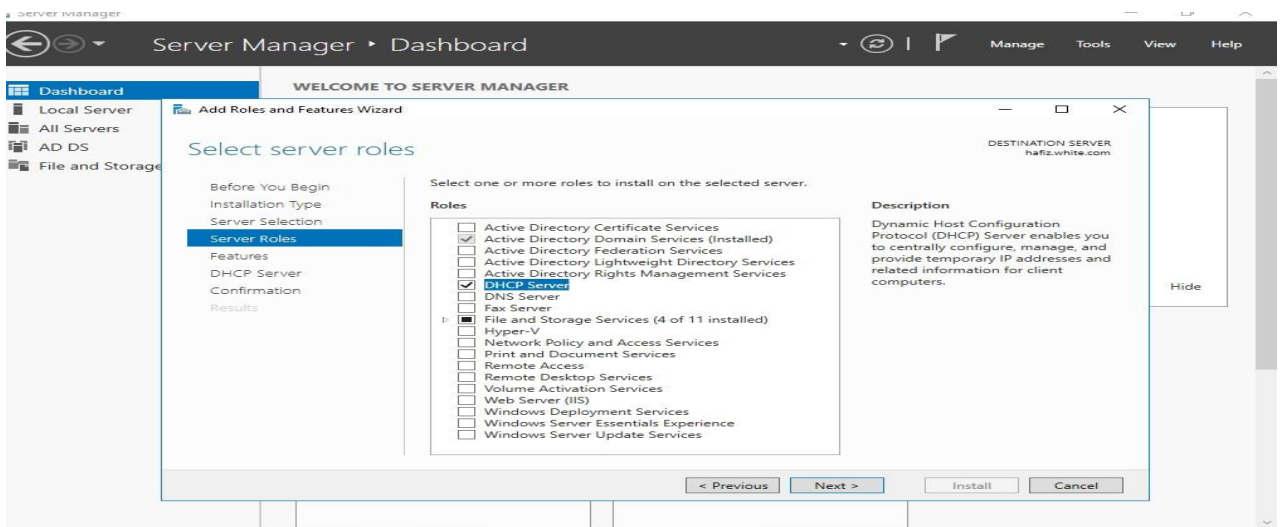 Server Manager
Server Manager ‣ Dashboard
Manage Tools View Help
WELCOME TO SERVER MANAGER
Dashboard
Local Server
All Servers
AD DS
File and Storage
Add Roles and Features Wizard
Select server roles
DESTINATION SERVER
hafiz.white.com
Before You Begin
Installation Type
Server Selection
Server Roles
Features
DHCP Server
Confirmation
Results
Select one or more roles to install on the selected server.
Roles
Active Directory Certificate Services
Active Directory Domain Services (Installed)
Active Directory Federation Services
Active Directory Lightweight Directory Services
Active Directory Rights Management Services
DHCP Server
DNS Server
Fax Server
File and Storage Services (4 of 11 installed)
Hyper-V
Network Policy and Access Services
Print and Document Services
Remote Access
Remote Desktop Services
Volume Activation Services
Web Server (IIS)
Windows Deployment Services
Windows Server Essentials Experience
Windows Server Update Services
Description
Dynamic Host Configuration
Protocol (DHCP) Server enables you
to centrally configure, manage, and
provide temporary IP addresses and
related information for client
computers.
Hide
< Previous Next > Install Cancel